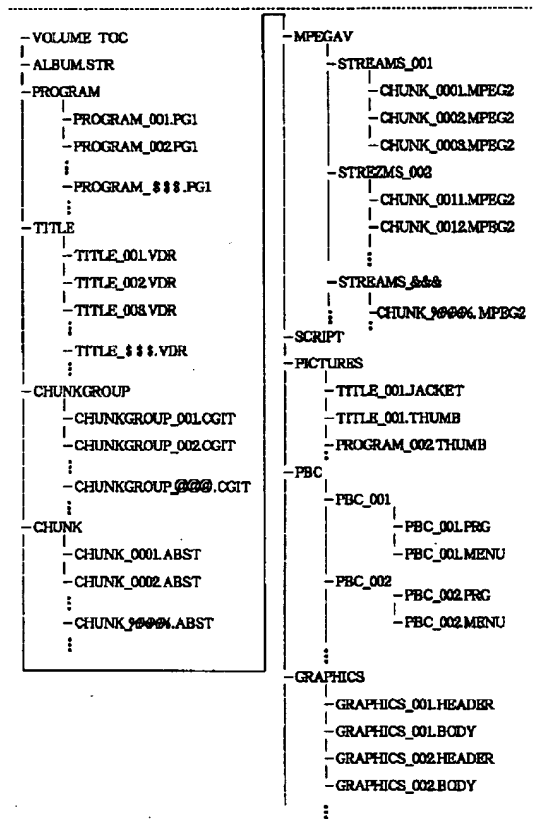 VOLUME TOC
ALBUM.STR
PROGRAM
PROGRAM_001.PG1
PROGRAM_002.PG1
PROGRAM_$$$.PG1
TITLE
TITLE_001.VDR
TITLE_002.VDR
TITLE_003.VDR
TITLE_$$$.VDR
CHUNKGROUP
CHUNKGROUP_001.CGIT
CHUNKGROUP_002.CGIT
CHUNKGROUP_@@@.CGIT
CHUNK
CHUNK_0001.ABST
CHUNK_0002.ABST
CHUNK_%%%%.ABST
MPEGAV
STREAMS_001
CHUNK_0001.MPEG2
CHUNK_0002.MPEG2
CHUNK_0003.MPEG2
STREZMS_002
CHUNK_0011.MPEG2
CHUNK_0012.MPEG2
STREAMS_&&&
CHUNK_%%%%.MPEG2
SCRIPT
PICTURES
TITLE_001.JACKET
TITLE_001.THUMB
PROGRAM_002.THUMB
PBC
PBC_001
PBC_001.PRG
PBC_001.MENU
PBC_002
PBC_002.PRG
PBC_002.MENU
GRAPHICS
GRAPHICS_001.HEADER
GRAPHICS_001.BODY
GRAPHICS_002.HEADER
GRAPHICS_002.BODY